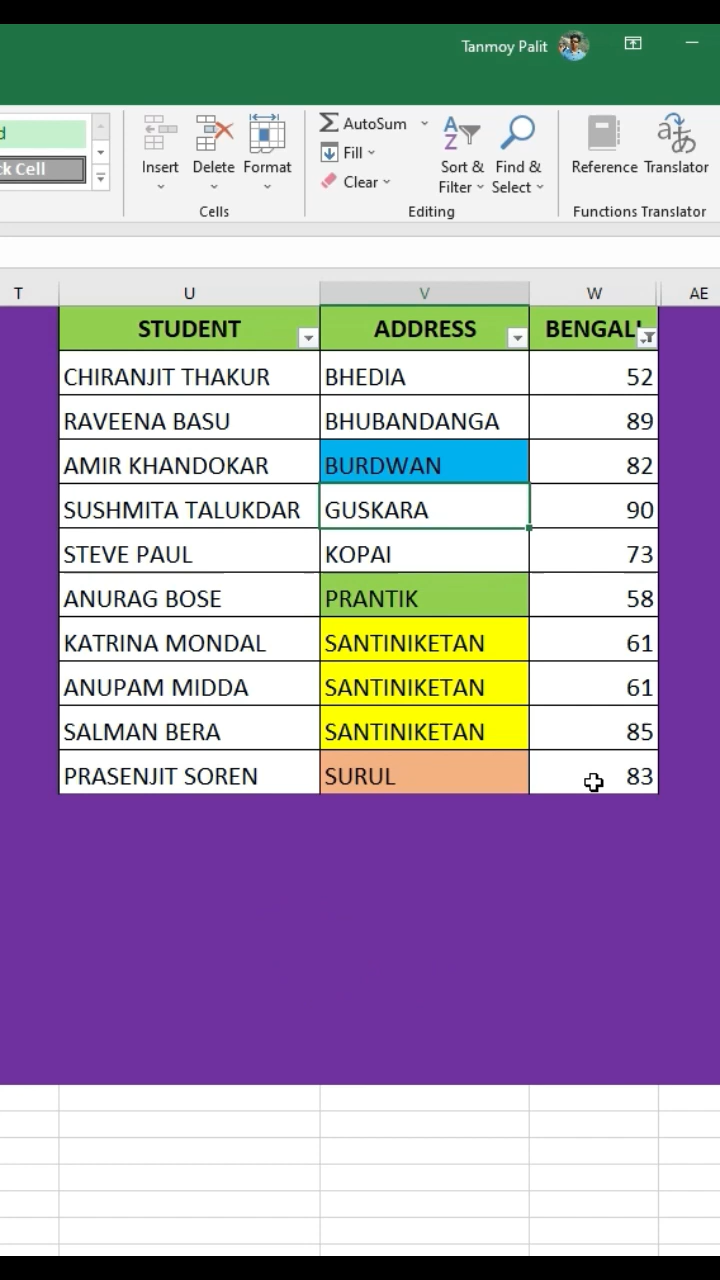 Tanmoy Palit
d
ck Cell
Insert
Delete
Format
Cells
AutoSum
Fill
Clear
Sort & Filter
Find & Select
Editing
Reference
Translator
Functions
Translator
T U V W AE
STUDENT ADDRESS BENGALI
CHIRANJIT THAKUR BHEDIA 52
RAVEENA BASU BHUBANDANGA 89
AMIR KHANDOKAR BURDWAN 82
SUSHMITA TALUKDAR GUSKARA 90
STEVE PAUL KOPAI 73
ANURAG BOSE PRANTIK 58
KATRINA MONDAL SANTINIKETAN 61
ANUPAM MIDDA SANTINIKETAN 61
SALMAN BERA SANTINIKETAN 85
PRASENJIT SOREN SURUL 83